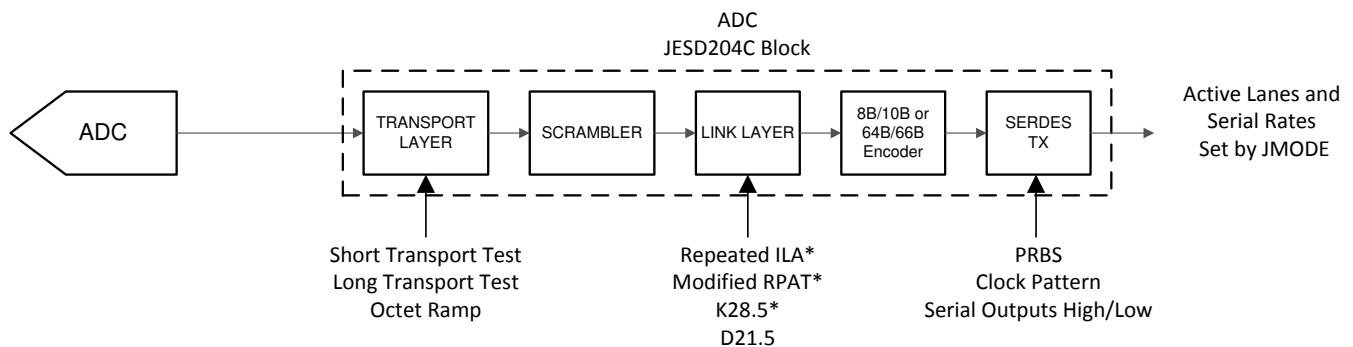 ADC
JESD204C Block
ADC
TRANSPORT
LAYER
SCRAMBLER
LINK LAYER
8B/10B or
64B/66B
Encoder
SERDES
TX
Active Lanes and
Serial Rates
Set by JMODE
Short Transport Test
Long Transport Test
Octet Ramp
Repeated ILA*
Modified RPAT*
K28.5*
D21.5
PRBS
Clock Pattern
Serial Outputs High/Low